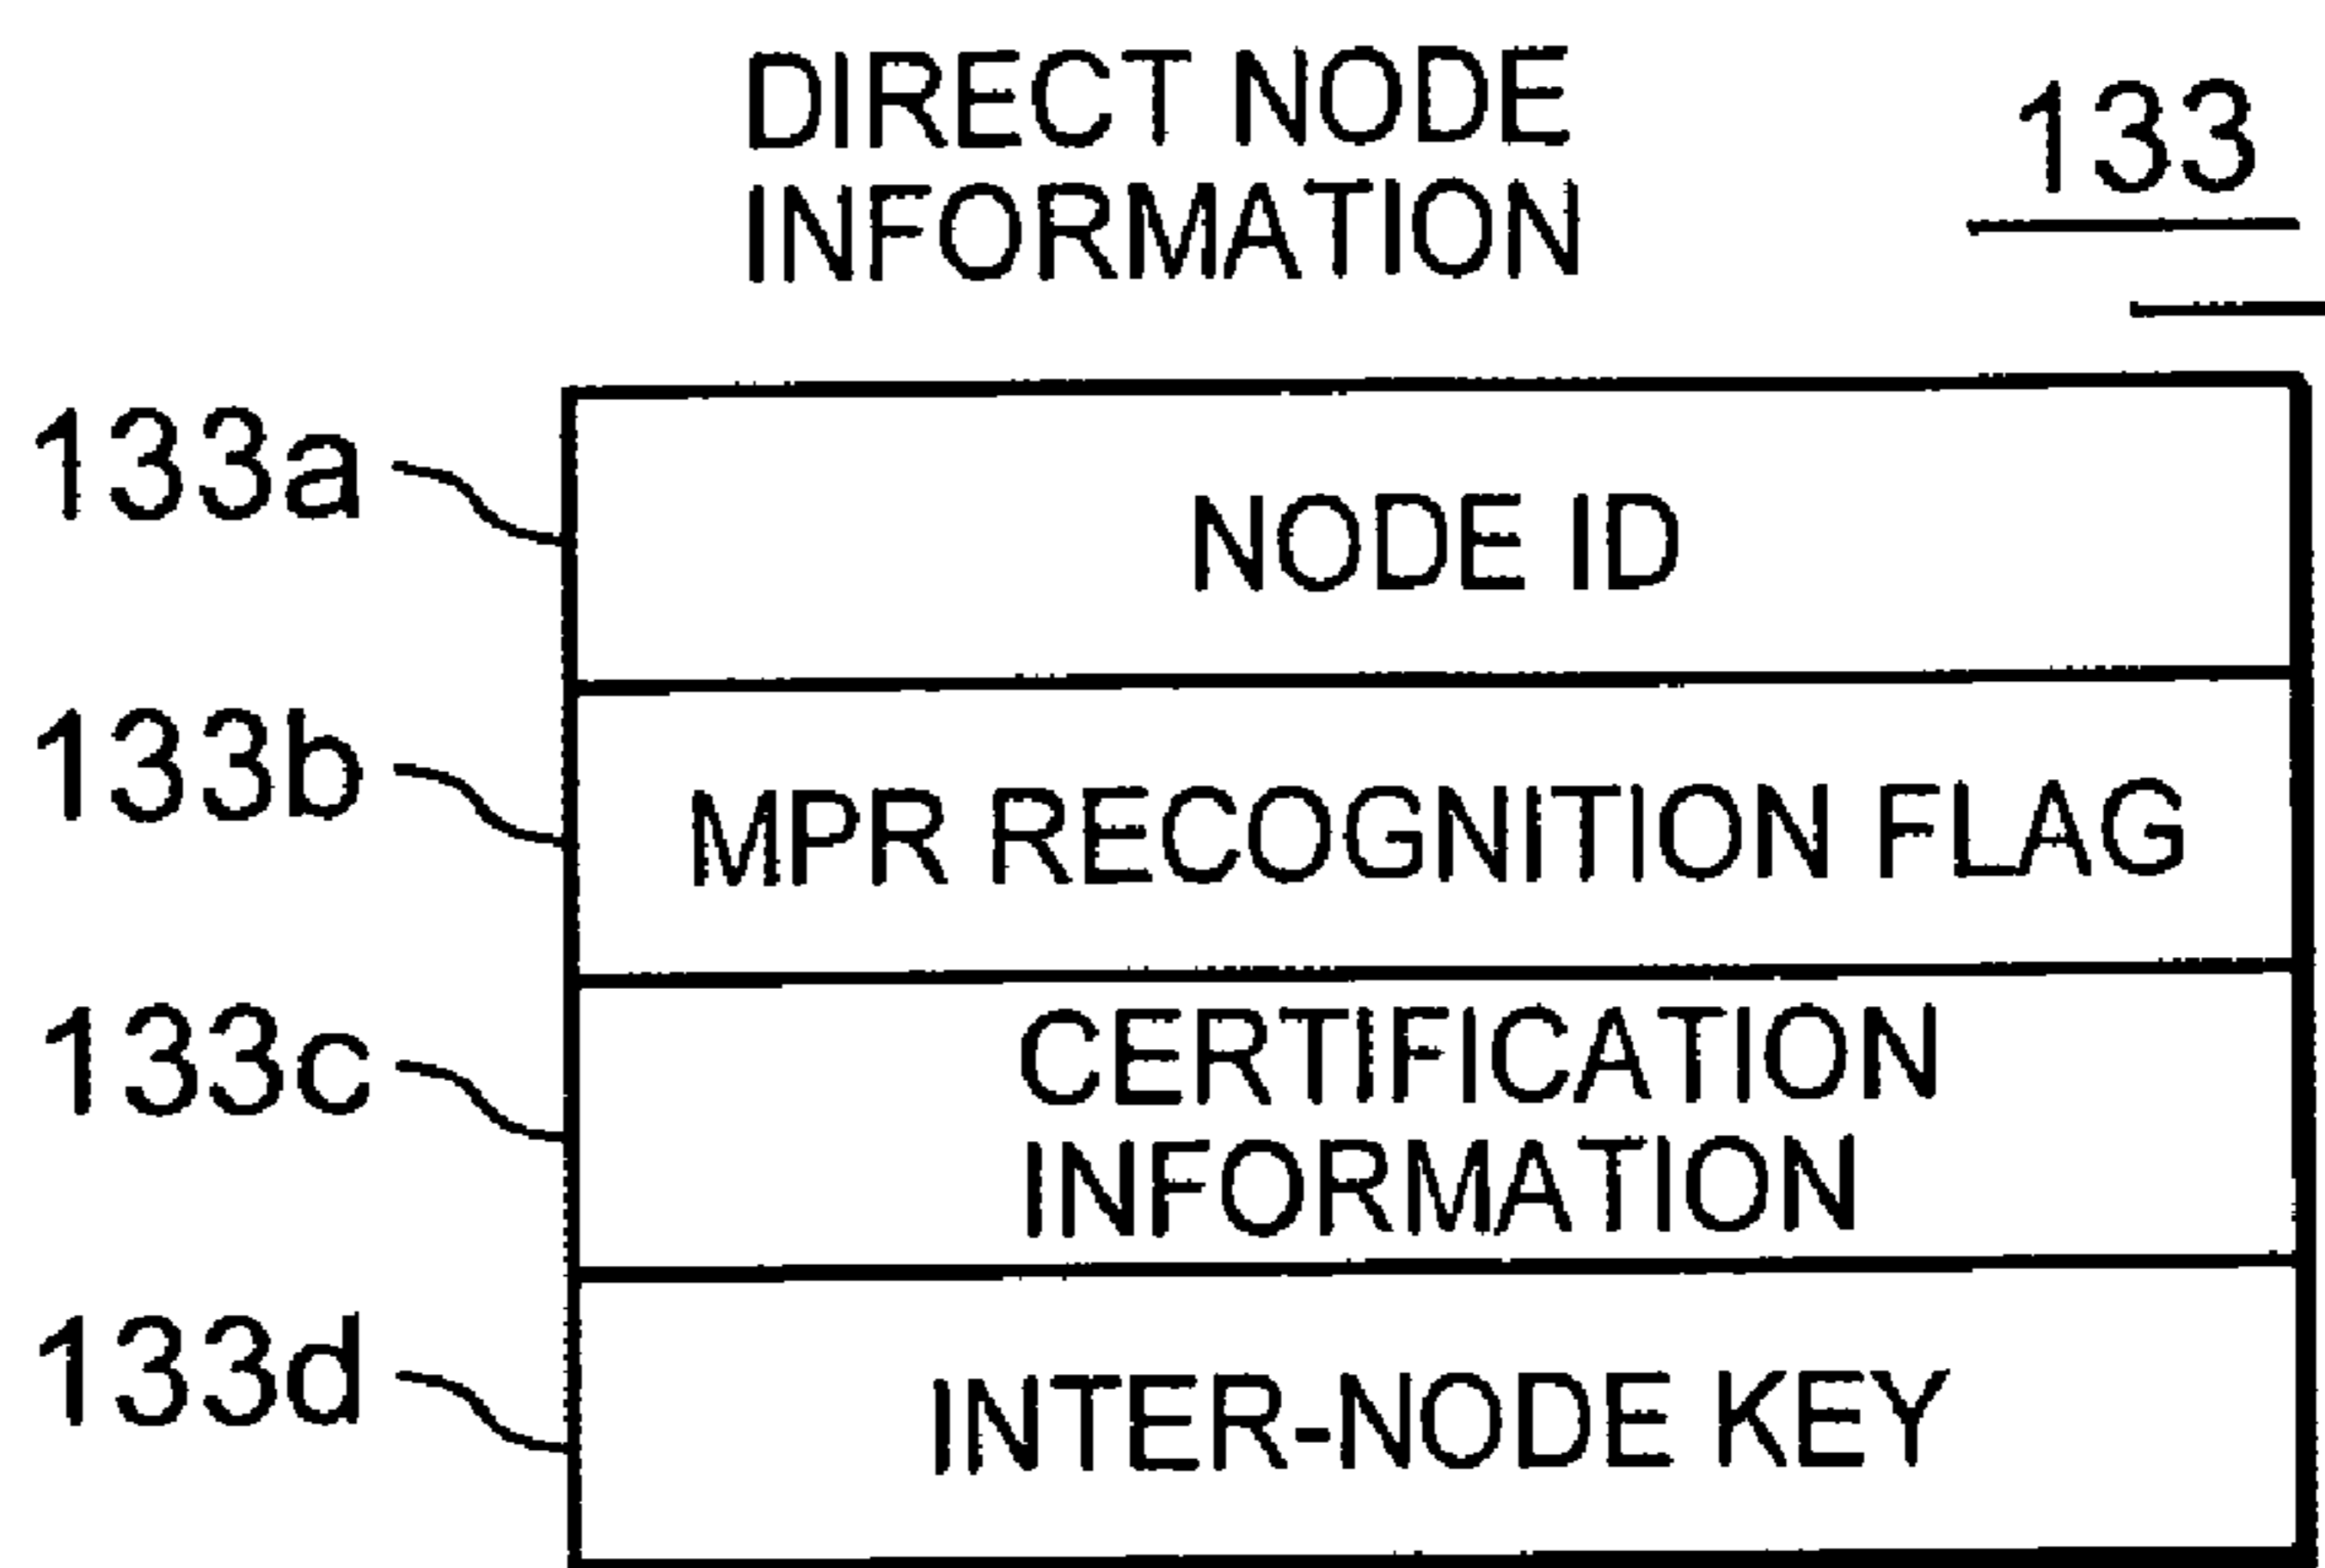 DIRECT NODE
INFORMATION
133
133a
NODE ID
133b
MPR RECOGNITION FLAG
133c
CERTIFICATION
INFORMATION
133d
INTER-NODE KEY